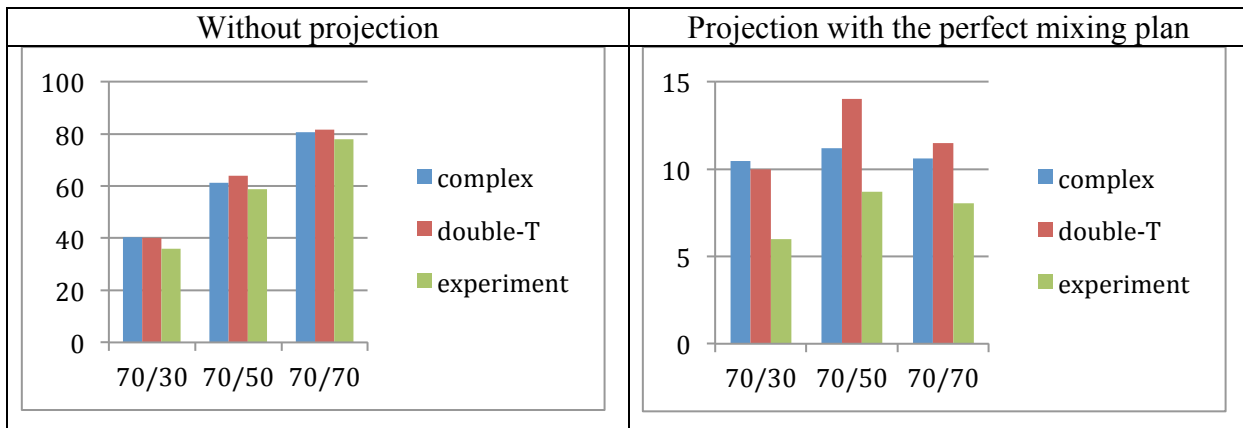 Without projection
Projection with the perfect mixing plan
100
80
60
40
20
0
70/30 70/50 70/70
complex
double-T
experiment
15
10
5
0
70/30 70/50 70/70
complex
double-T
experiment